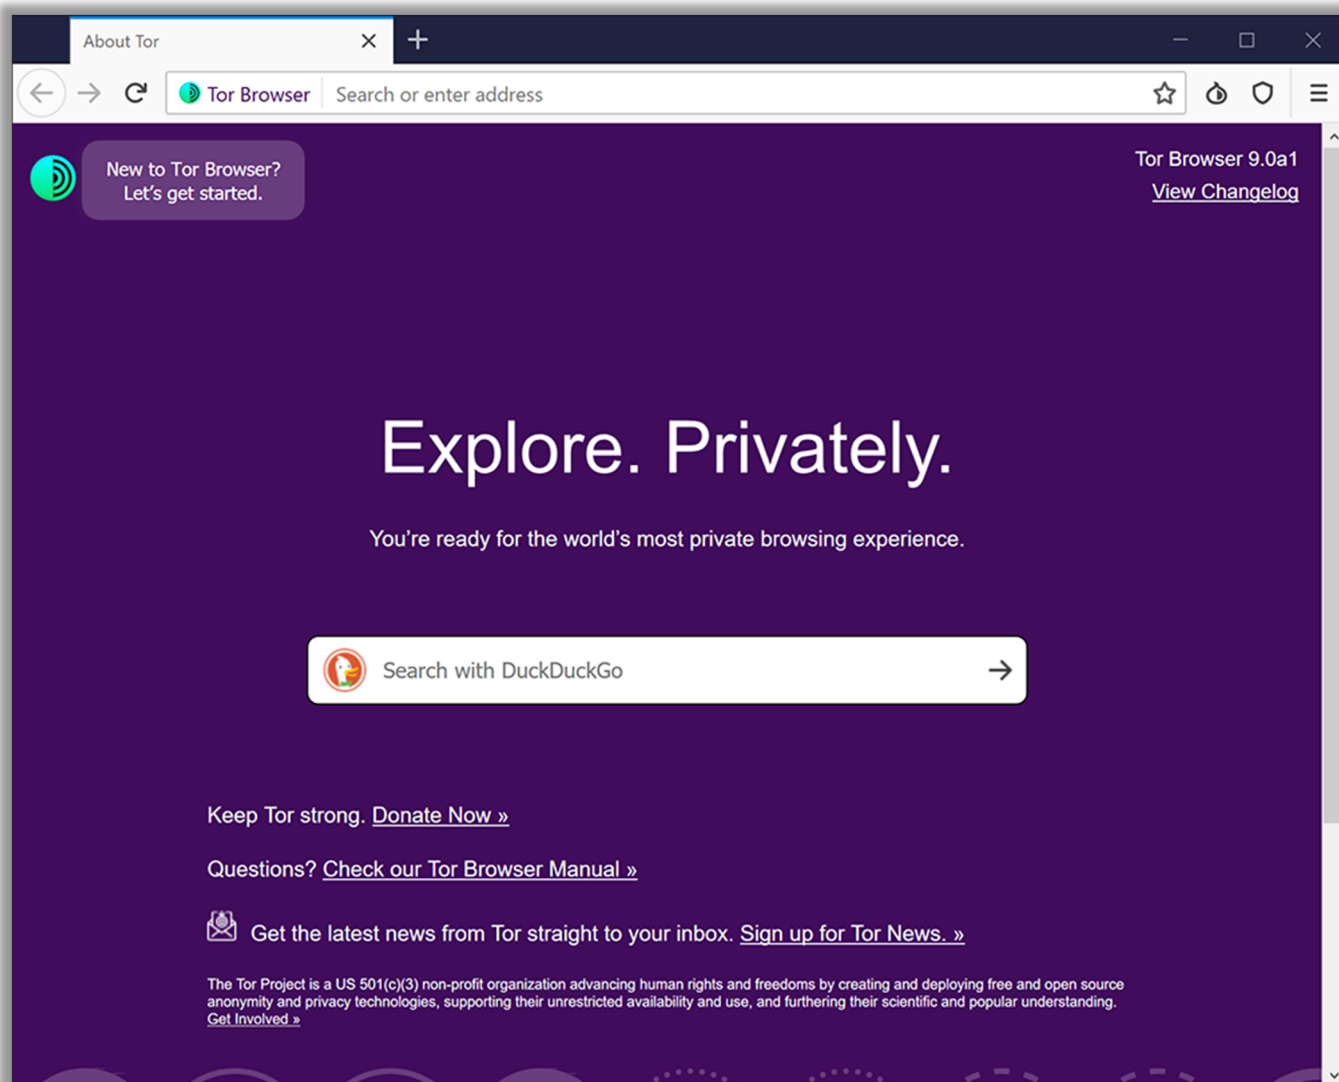 About Tor
Tor Browser
Search or enter address
New to Tor Browser?
Let’s get started.
Tor Browser 9.0a1
View Changelog
Explore. Privately.
You’re ready for the world’s most private browsing experience.
Search with DuckDuckGo
Keep Tor strong. Donate Now »
Questions? Check our Tor Browser Manual »
Get the latest news from Tor straight to your inbox. Sign up for Tor News. »
The Tor Project is a US 501(c)(3) non-profit organization advancing human rights and freedoms by creating and deploying free and open source
anonymity and privacy technologies, supporting their unrestricted availability and use, and furthering their scientific and popular understanding.
Get Involved »